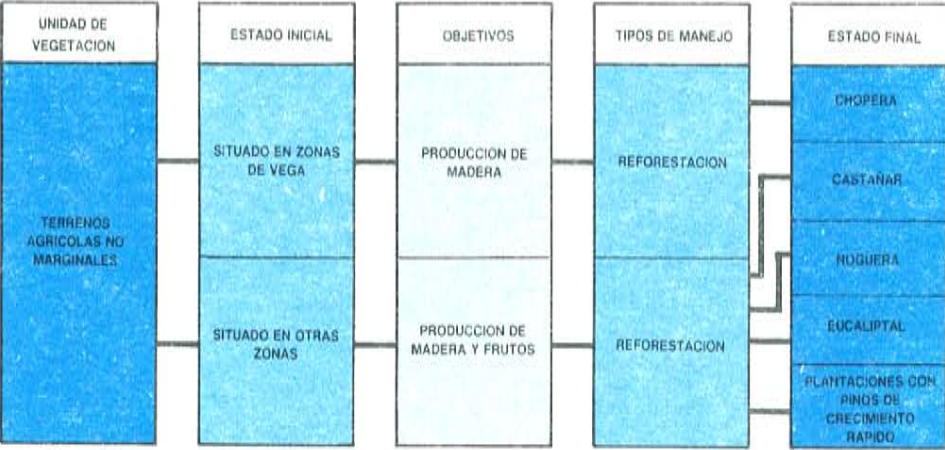 UNIDAD DE
VEGETACION
ESTADO INICIAL
OBJETIVOS
TIPOS DE MANEJO
ESTADO FINAL
TERRENOS
AGRICOLAS NO
MARGINALES
SITUADO EN ZONAS
DE VEGA
PRODUCCION DE
MADERA
REFORESTACION
CHOPERA
CASTAÑAR
NOGUERA
SITUADO EN OTRAS
ZONAS
PRODUCCION DE
MADERA Y FRUTOS
REFORESTACION
EUCALIPTAL
PLANTACIONES CON
PINOS DE
CRECIMIENTO
RAPIDO